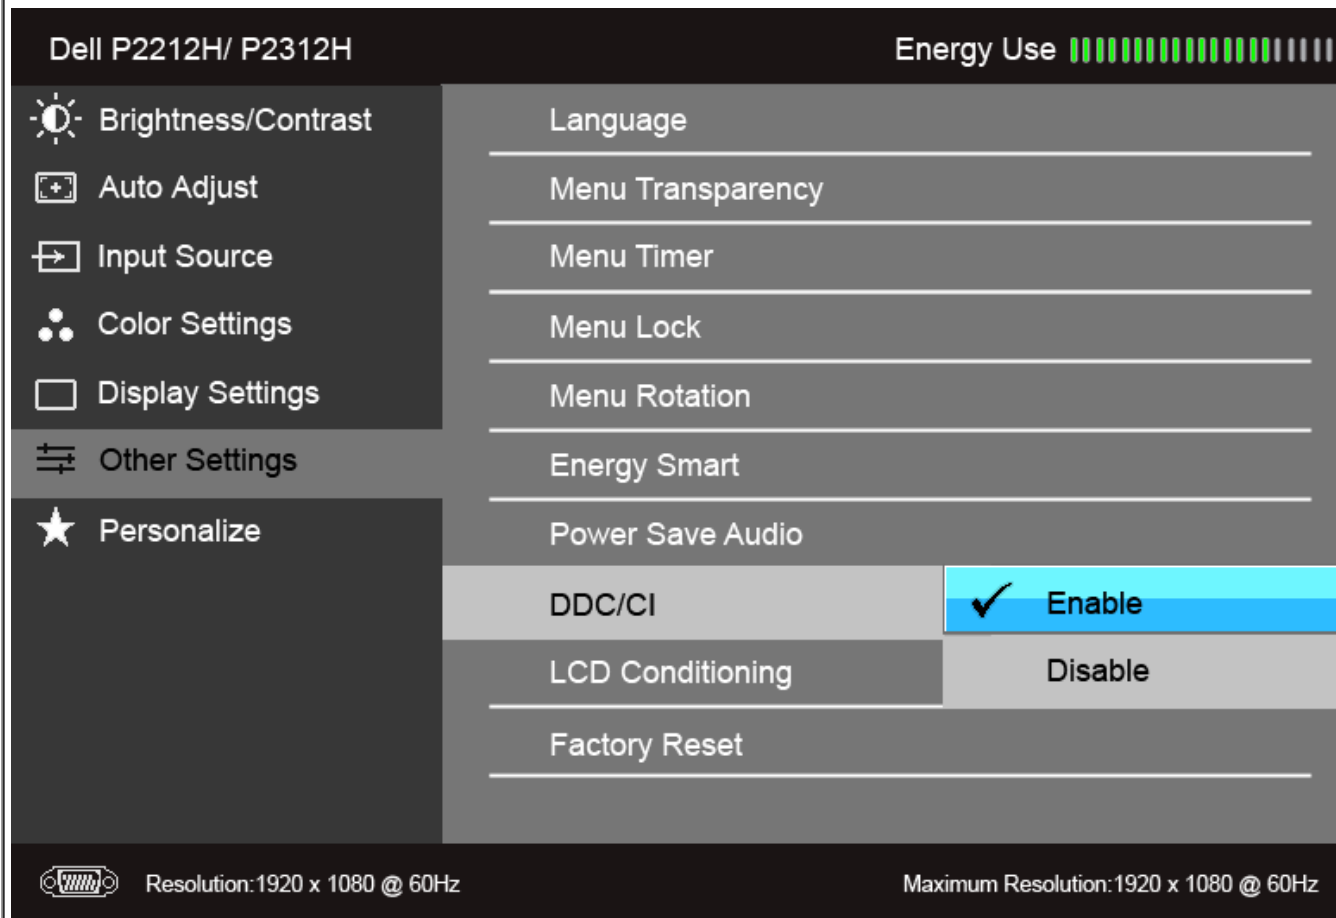 Dell P2212H/ P2312H
Energy Use
Brightness/Contrast
Auto Adjust
Input Source
Color Settings
Display Settings
Other Settings
Personalize
Language
Menu Transparency
Menu Timer
Menu Lock
Menu Rotation
Energy Smart
Power Save Audio
DDC/CI
Enable
Disable
LCD Conditioning
Factory Reset
Resolution:1920 x 1080 @ 60Hz
Maximum Resolution:1920 x 1080 @ 60Hz